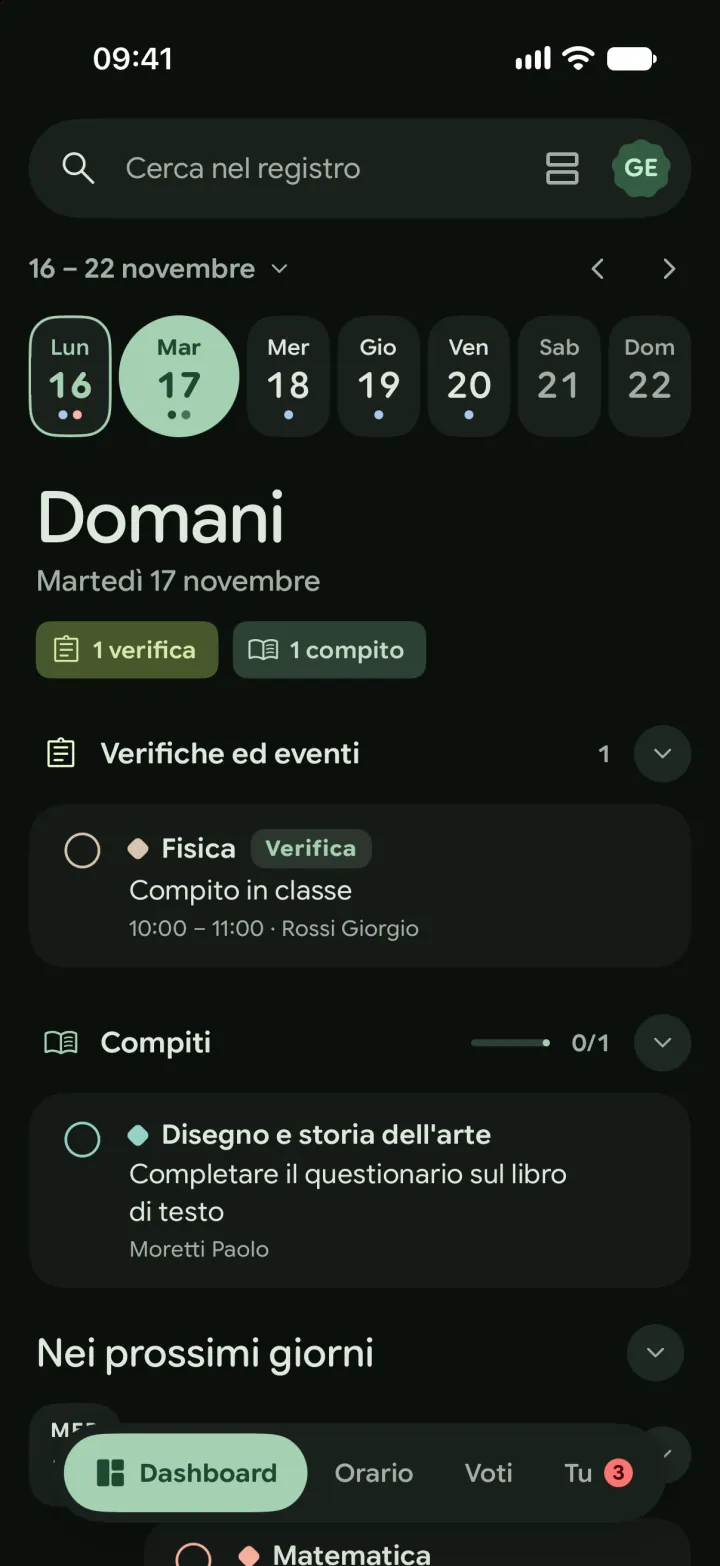 09:41
Cerca nel registro
GE
16 – 22 novembre
Lun Mar Mer Gio Ven Sab Dom
16 17 18 19 20 21 22
Domani
Martedì 17 novembre
1 verifica 1 compito
Verifiche ed eventi 1
Fisica Verifica
Compito in classe
10:00 – 11:00 · Rossi Giorgio
Compiti 0/1
Disegno e storia dell'arte
Completare il questionario sul libro
di testo
Moretti Paolo
Nei prossimi giorni
Dashboard Orario Voti Tu 3
Matematica